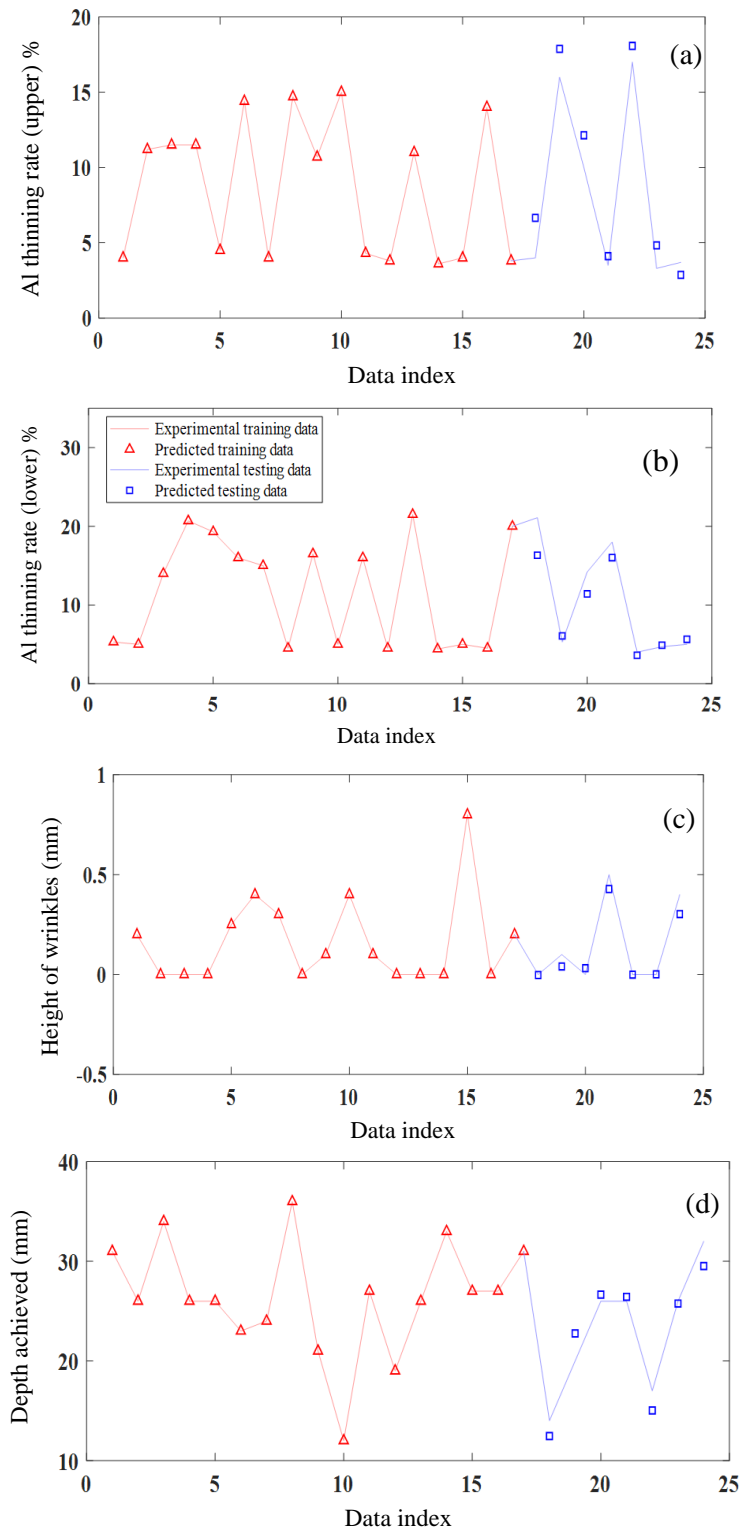 20
15
10
5
0
Al thinning rate (upper) %
(a)
0 5 10 15 20 25
Data index
30
20
10
0
Al thinning rate (lower) %
Experimental training data
Predicted training data
Experimental testing data
Predicted testing data
(b)
0 5 10 15 20 25
Data index
1
0.5
0
-0.5
Height of wrinkles (mm)
(c)
0 5 10 15 20 25
Data index
40
30
20
10
Depth achieved (mm)
(d)
0 5 10 15 20 25
Data index